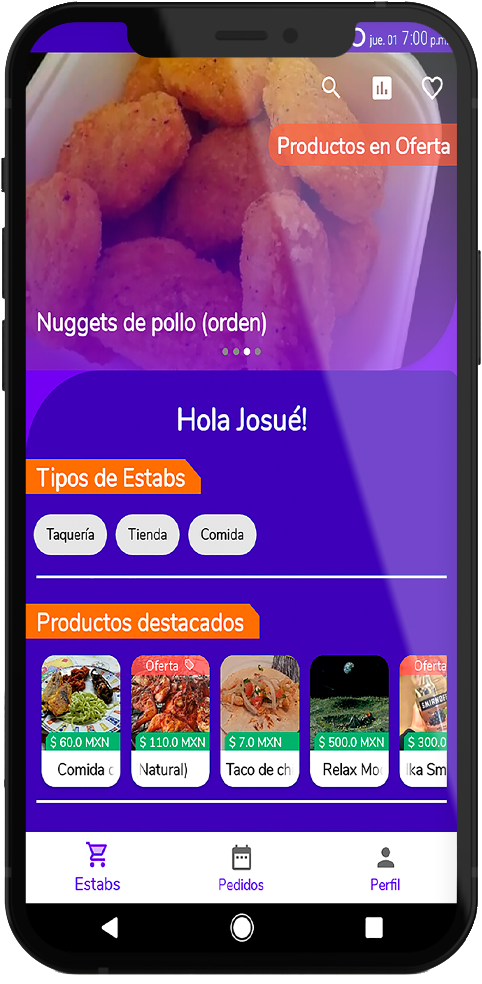 jue. 01 7:00 p.m.
Productos en Oferta
Nuggets de pollo (orden)
Hola Josué!
Tipos de Estabs
Taquería Tienda Comida
Productos destacados
Oferta Oferta
$ 60.0 MXN $ 110.0 MXN $ 7.0 MXN $ 500.0 MXN $ 300.0
Comida Natural) Taco de ch Relax Mo Ika Sm
Estabs Pedidos Perfil